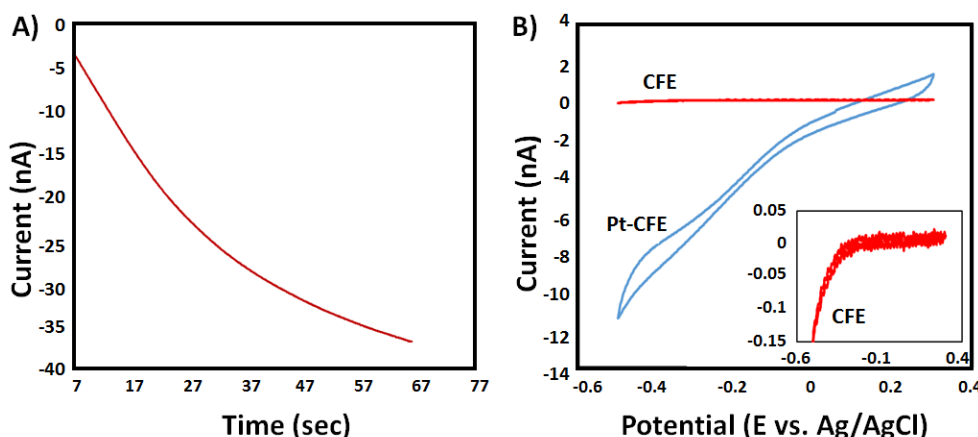 A)
0
-5
-10
-15
-20
-25
-30
-35
-40
Current (nA)
7 17 27 37 47 57 67 77
Time (sec)
B)
4
2
0
-2
-4
-6
-8
-10
-12
-14
Current (nA)
CFE
Pt-CFE
0.05
0
-0.05
-0.1
-0.15
CFE
-0.6 -0.1 0.4
-0.6 -0.4 -0.2 0 0.2 0.4
Potential (E vs. Ag/AgCl)